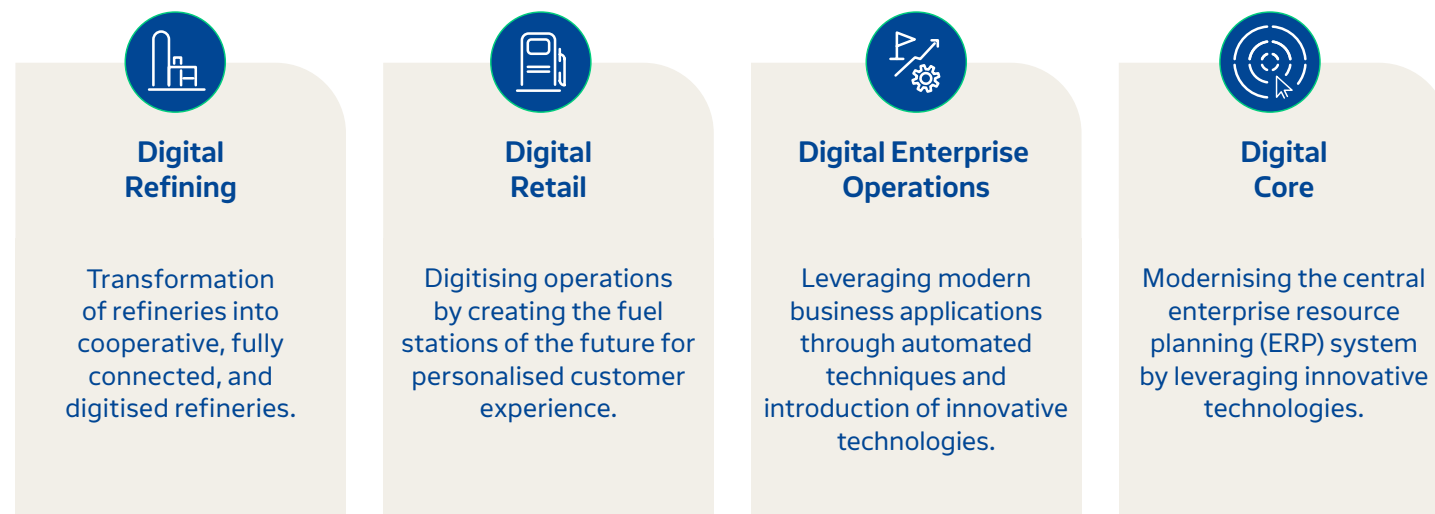 Digital
Refining
Transformation
of refineries into
cooperative, fully
connected, and
digitised refineries.
Digital
Retail
Digitising operations
by creating the fuel
stations of the future for
personalised customer
experience.
Digital Enterprise
Operations
Leveraging modern
business applications
through automated
techniques and
introduction of innovative
technologies.
Digital
Core
Modernising the central
enterprise resource
planning (ERP) system
by leveraging innovative
technologies.